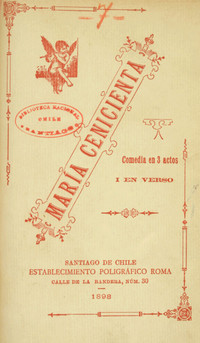 7
BIBLIOTECA NACIONAL
CHILE
SANTIAGO
MARÍA CENICIENTA
Comedia en 3 actos
I EN VERSO
SANTIAGO DE CHILE
ESTABLECIMIENTO POLIGRÁFICO ROMA
CALLE DE LA BANDERA, NÚM. 30
1898